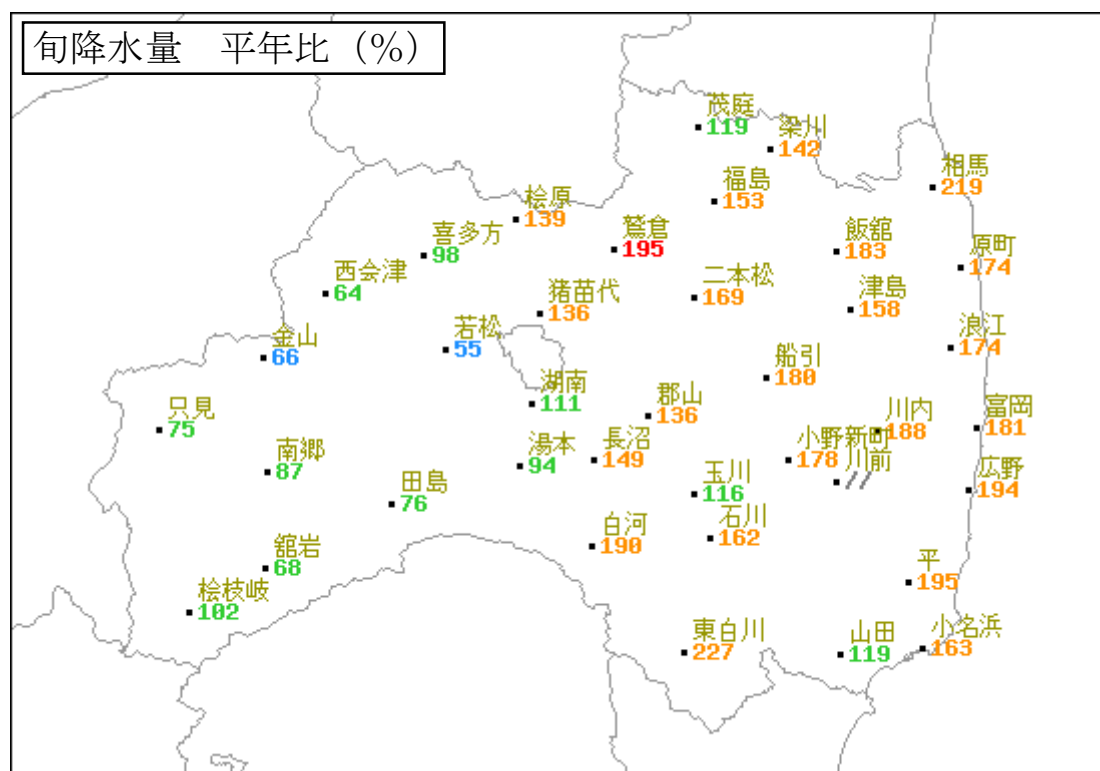 旬降水量　平年比（%）
茂庭
119
梁川
142
相馬
219
福島
153
桧原
139
喜多方
98
鷲倉
195
飯舘
183
原町
174
西会津
64
猪苗代
136
二本松
169
津島
158
金山
66
若松
55
浪江
174
船引
180
湖南
111
郡山
136
只見
75
川内
188
富岡
181
南郷
87
湯本
94
長沼
149
小野新町
178
川前
//
広野
194
田島
76
玉川
116
石川
162
白河
190
舘岩
68
平
195
桧枝岐
102
東白川
227
山田
119
小名浜
163